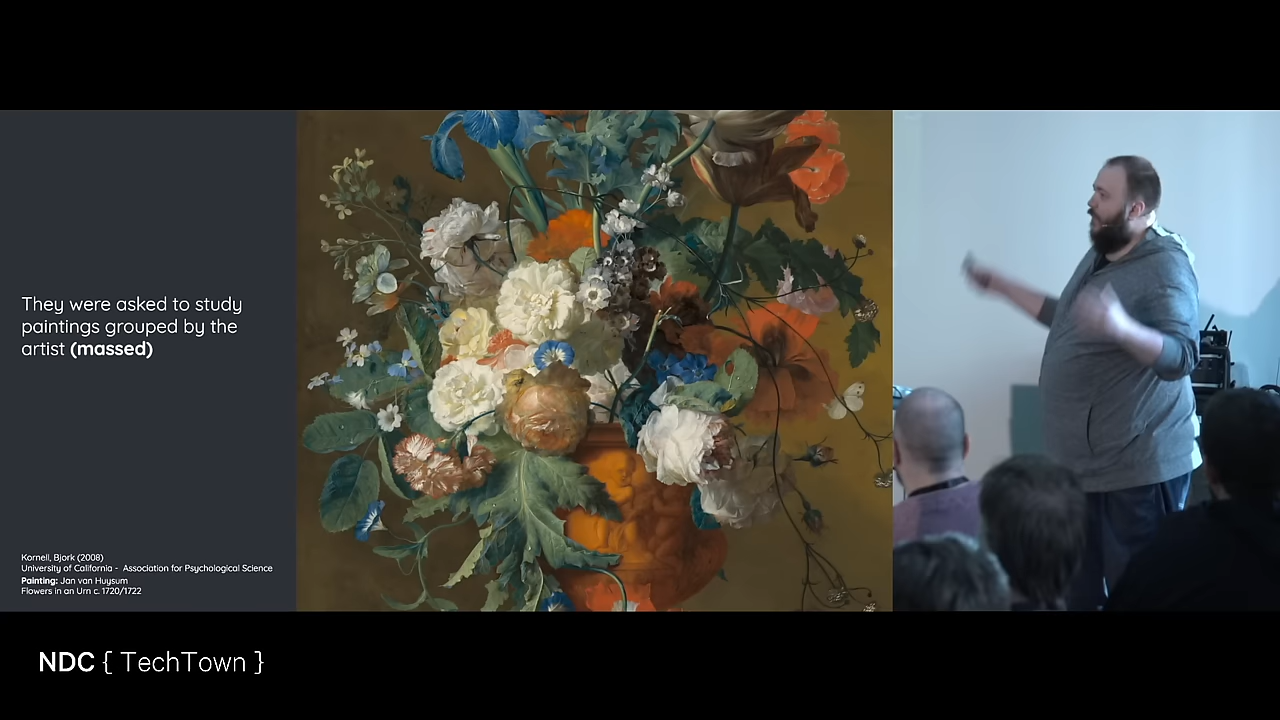 They were asked to study
paintings grouped by the
artist (massed)
Kornell, Bjork (2008)
University of California - Association for Psychological Science
Painting: Jan van Huysum
Flowers in an Urn c. 1720/1722
NDC { TechTown }